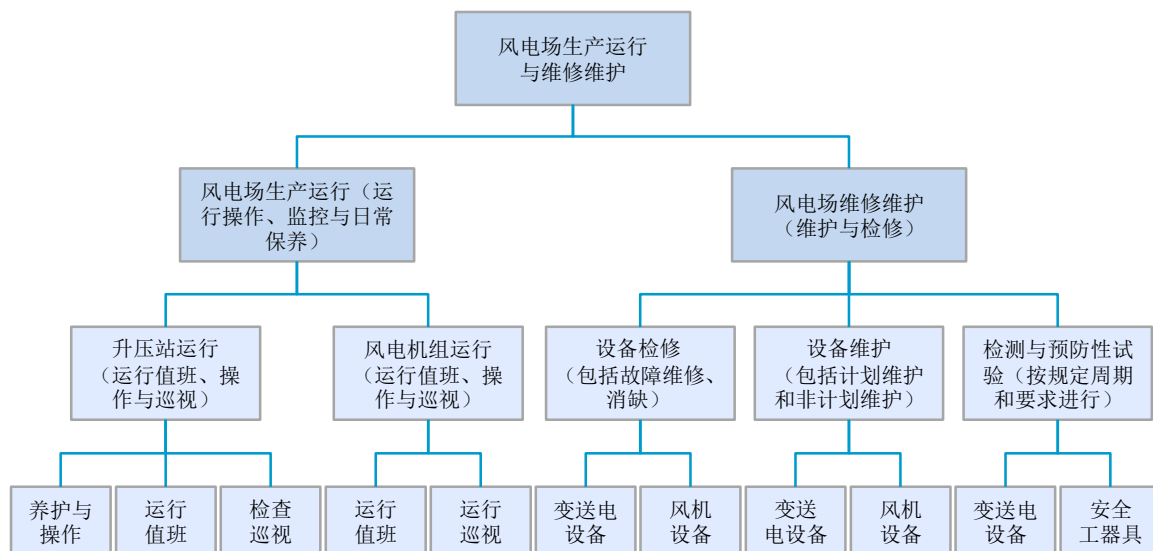 风电场生产运行
与维修维护
风电场生产运行（运
行操作、监控与日常
保养）
风电场维修维护
（维护与检修）
升压站运行
（运行值班、操
作与巡视）
风电机组运行
（运行值班、操
作与巡视）
设备检修
（包括故障维修、
消缺）
设备维护
（包括计划维护
和非计划维护）
检测与预防性试
验（按规定周期
和要求进行）
养护与
操作
运行
值班
检查
巡视
运行
值班
运行
巡视
变送电
设备
风机
设备
变送
电设备
风机
设备
变送电
设备
安全
工器具